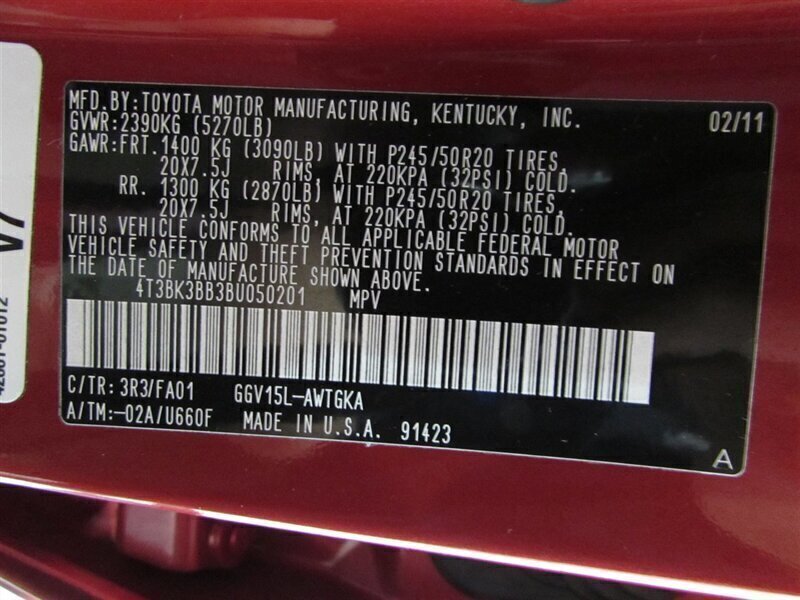 MFD.BY:TOYOTA MOTOR MANUFACTURING, KENTUCKY, INC. 02/11
GVWR:2390KG (5270LB)
GAWR:FRT.1400 KG (3090LB) WITH P245/50R20 TIRES,
20X7.5J RIMS, AT 220KPA (32PSI) COLD.
RR. 1300 KG (2870LB) WITH P245/50R20 TIRES,
20X7.5J RIMS, AT 220KPA (32PSI) COLD.
THIS VEHICLE CONFORMS TO ALL APPLICABLE FEDERAL MOTOR
VEHICLE SAFETY AND THEFT PREVENTION STANDARDS IN EFFECT ON
THE DATE OF MANUFACTURE SHOWN ABOVE.
4T3BK3BB3BU050201 MPV
C/TR: 3R3/FA01 GGV15L-AWTGKA
A/TM:-02A/U660F MADE IN U.S.A. 91423
A